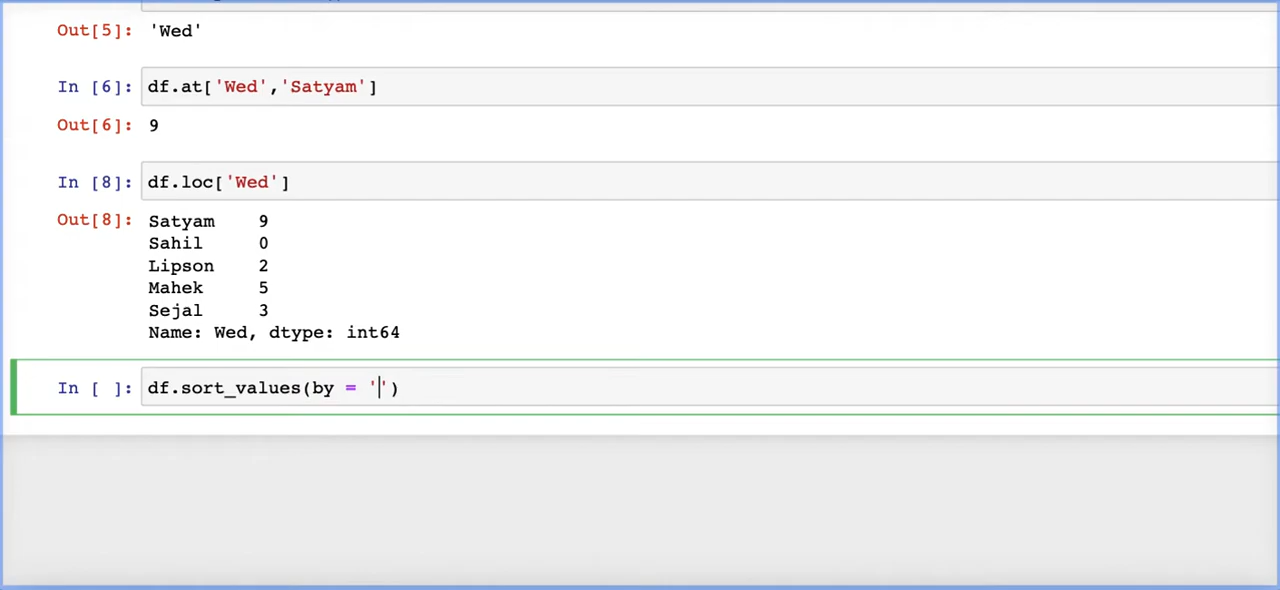 Out[5]: 'Wed'
In [6]: df.at['Wed','Satyam']
Out[6]: 9
In [8]: df.loc['Wed']
Out[8]: Satyam 9
Sahil 0
Lipson 2
Mahek 5
Sejal 3
Name: Wed, dtype: int64
In [ ]: df.sort_values(by = '')